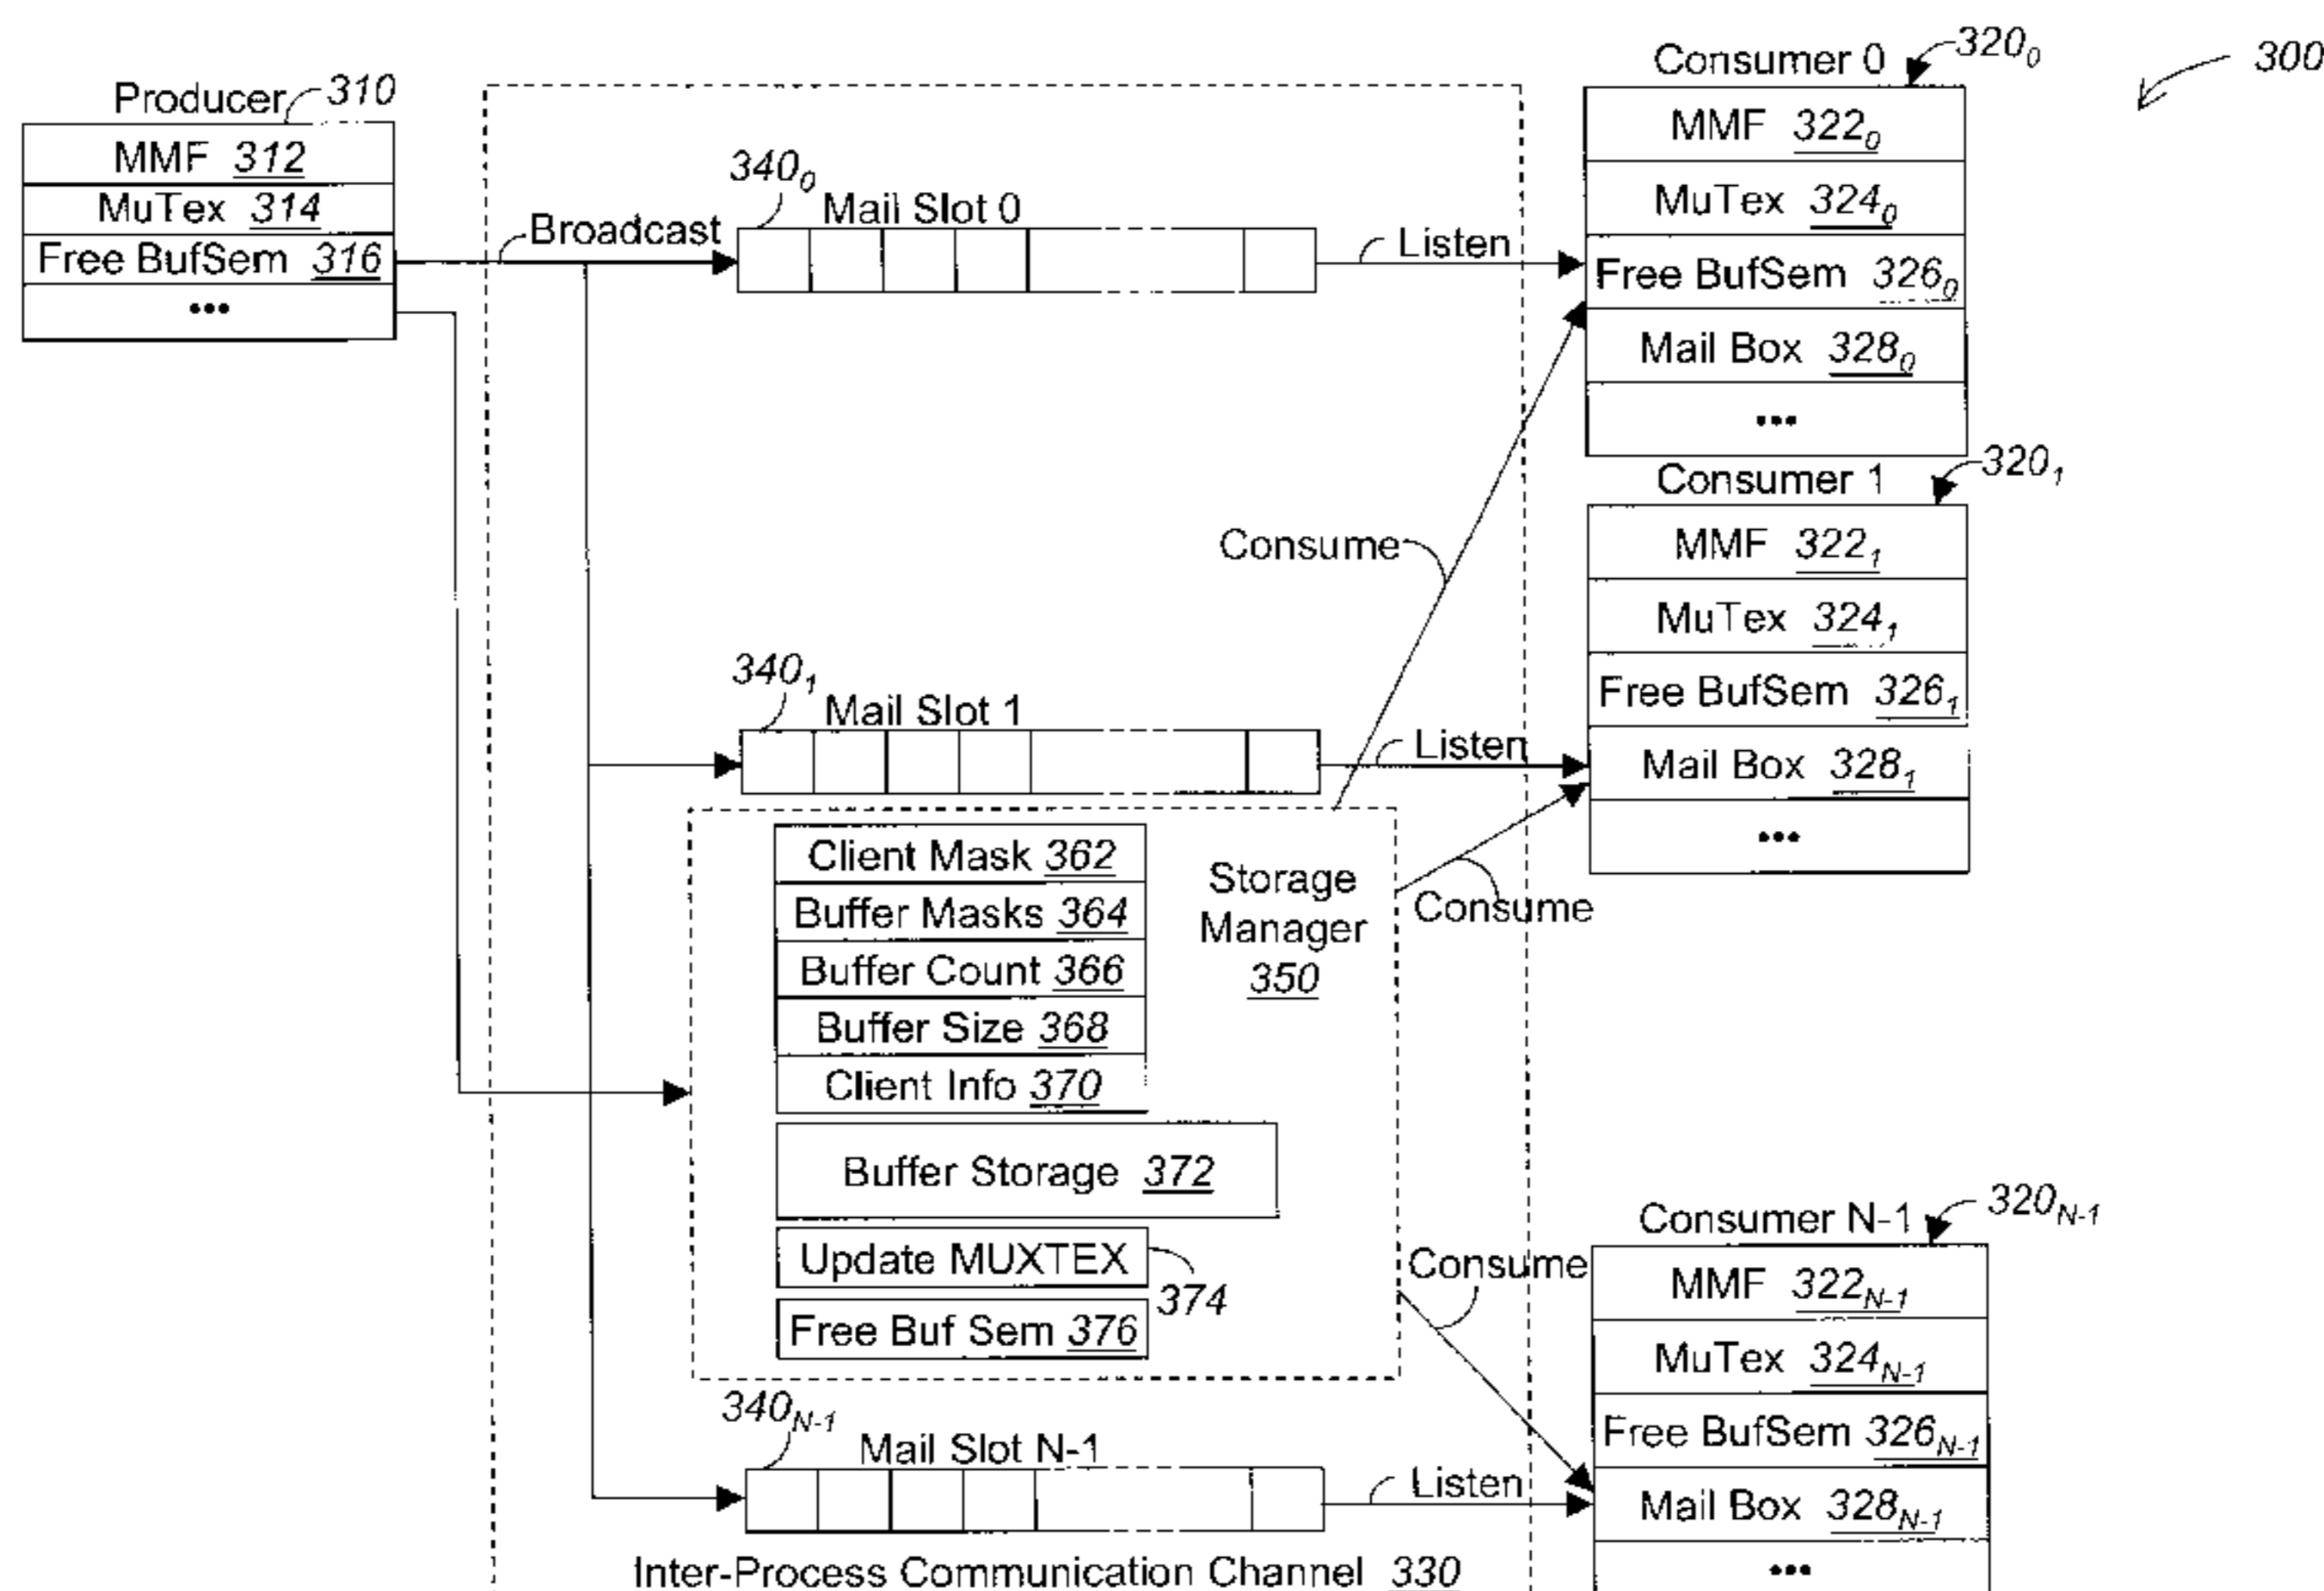 300
Producer 310
MMF 312
MuTex 314
Free BufSem 316
•••
Broadcast
340₀
Mail Slot 0
Listen
Consumer 0
320₀
MMF 322₀
MuTex 324₀
Free BufSem 326₀
Mail Box 328₀
•••
Consume
Consumer 1
320₁
MMF 322₁
MuTex 324₁
Free BufSem 326₁
Mail Box 328₁
•••
340₁
Mail Slot 1
Listen
Consume
Client Mask 362
Buffer Masks 364
Buffer Count 366
Buffer Size 368
Client Info 370
Buffer Storage 372
Update MUXTEX
374
Free Buf Sem 376
Storage
Manager
350
Consume
Consumer N-1
320N-1
MMF 322N-1
MuTex 324N-1
Free BufSem 326N-1
Mail Box 328N-1
•••
340N-1
Mail Slot N-1
Listen
Inter-Process Communication Channel 330